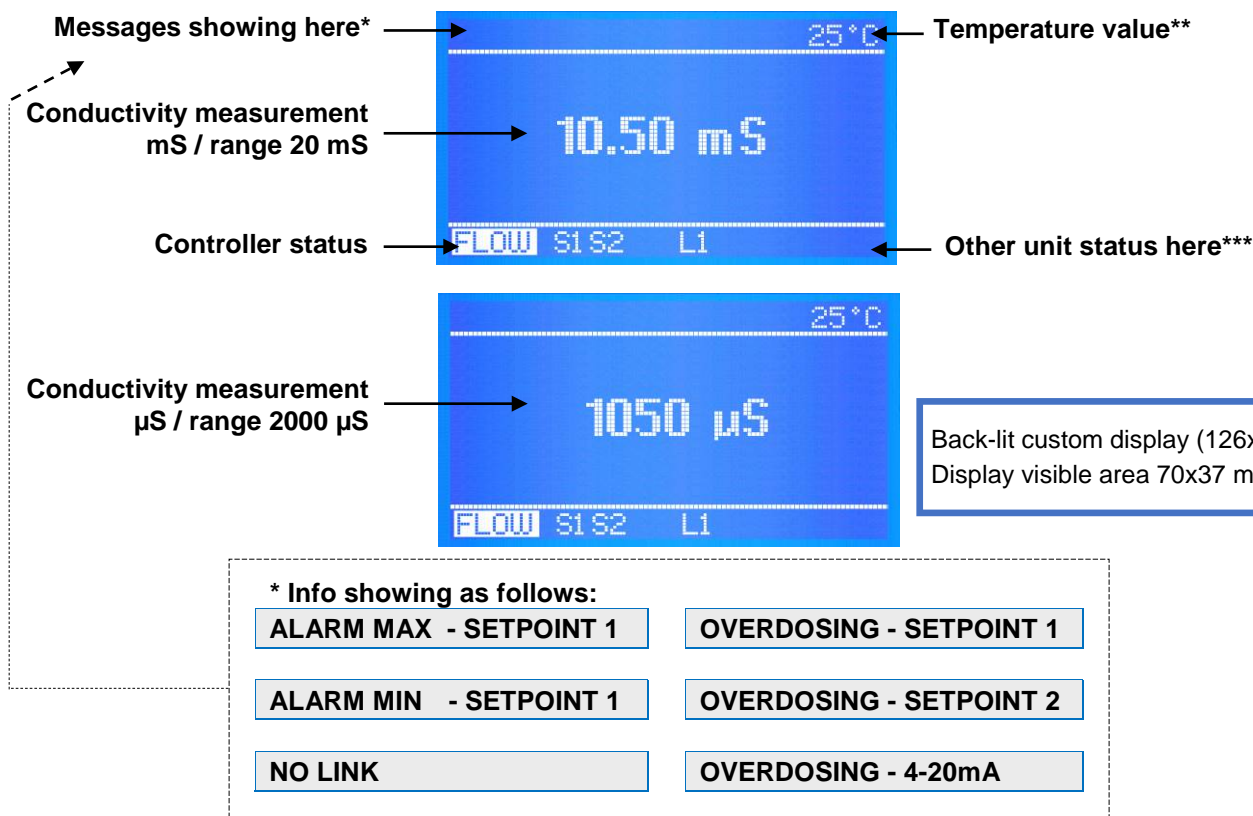 Messages showing here*
25°C
Temperature value**
Conductivity measurement
mS / range 20 mS
10.50 mS
Controller status
FLOW S1 S2 L1
Other unit status here***
25°C
Conductivity measurement
µS / range 2000 µS
1050 µS
Back-lit custom display
Display visible area 70x37
FLOW S1 S2 L1
* Info showing as follows:
ALARM MAX - SETPOINT 1
OVERDOSING - SETPOINT 1
ALARM MIN - SETPOINT 1
OVERDOSING - SETPOINT 2
NO LINK
OVERDOSING - 4-20mA